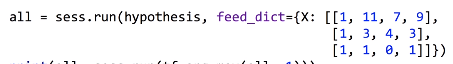 all = sess.run(hypothesis, feed_dict={X: [[1, 11, 7, 9],
[1, 3, 4, 3],
[1, 1, 0, 1]]})